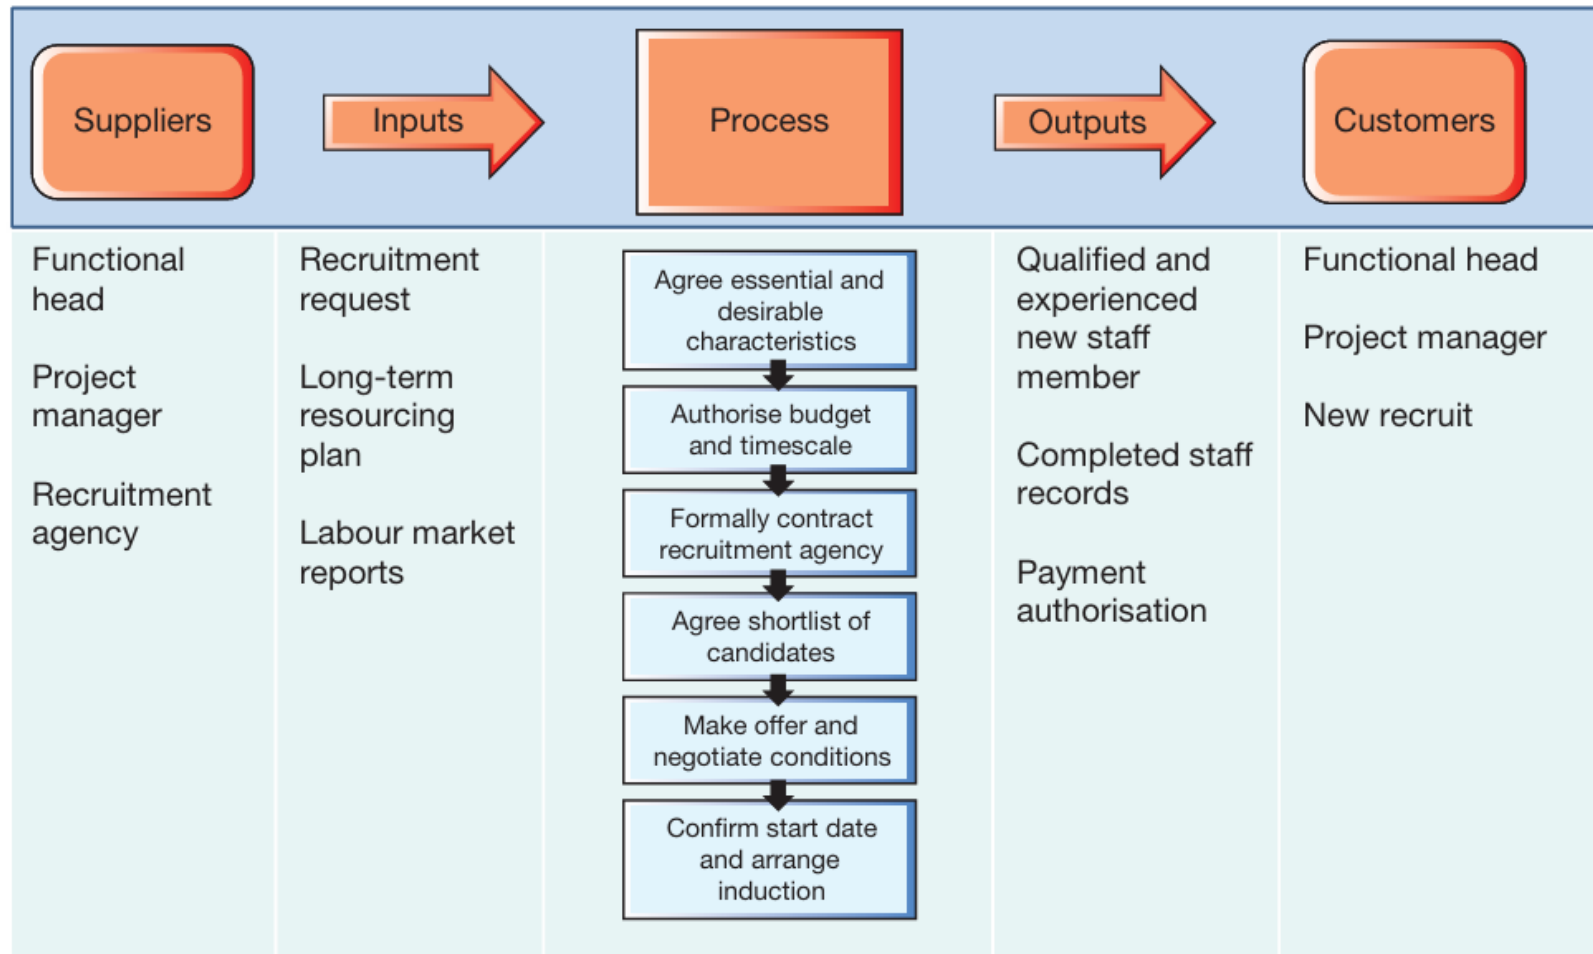 Suppliers
Inputs
Process
Outputs
Customers
Functional
head
Project
manager
Recruitment
agency
Recruitment
request
Long-term
resourcing
plan
Labour market
reports
Agree essential and
desirable
characteristics
Authorise budget
and timescale
Formally contract
recruitment agency
Agree shortlist of
candidates
Make offer and
negotiate conditions
Confirm start date
and arrange
induction
Qualified and
experienced
new staff
member
Completed staff
records
Payment
authorisation
Functional head
Project manager
New recruit